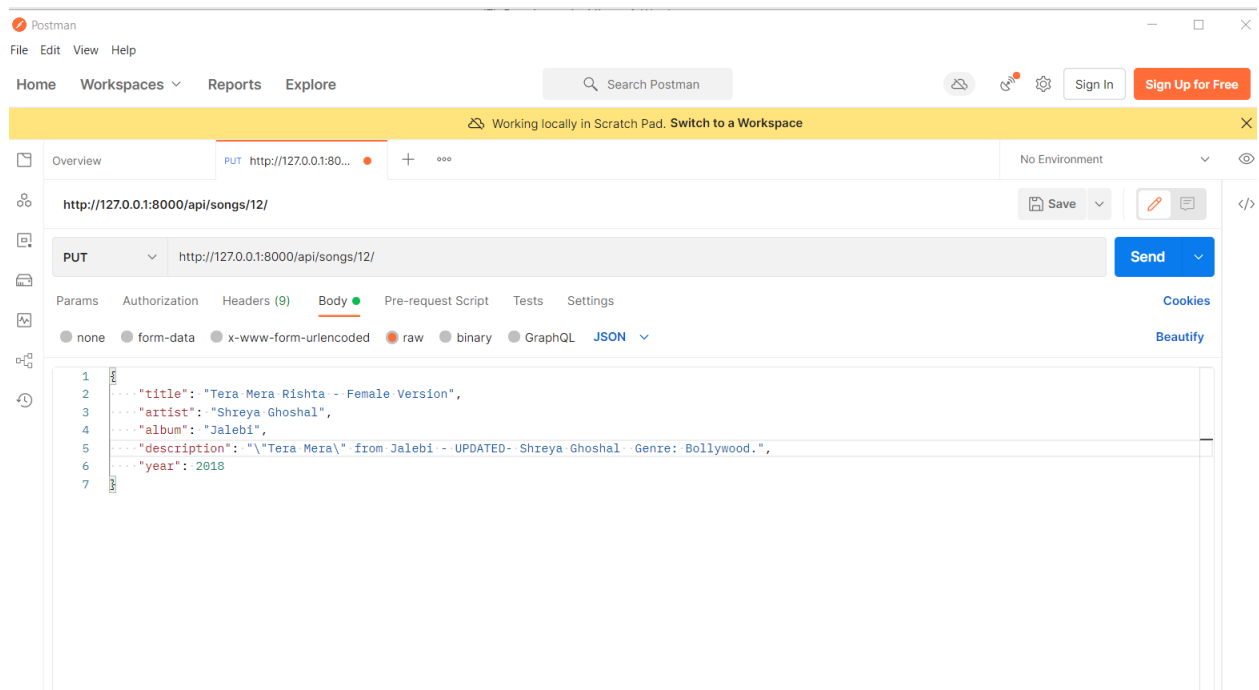 Postman
File Edit View Help
Home Workspaces Reports Explore Search Postman Sign In Sign Up for Free
Working locally in Scratch Pad. Switch to a Workspace
Overview PUT http://127.0.0.1:80... No Environment
http://127.0.0.1:8000/api/songs/12/ Save
PUT http://127.0.0.1:8000/api/songs/12/ Send
Params Authorization Headers (9) Body Pre-request Script Tests Settings Cookies
none form-data x-www-form-urlencoded raw binary GraphQL JSON Beautify
1 {
2 "title": "Tera Mera Rishta - Female Version",
3 "artist": "Shreya Ghoshal",
4 "album": "Jalebi",
5 "description": "\"Tera Mera\" from Jalebi - UPDATED- Shreya Ghoshal  Genre: Bollywood.",
6 "year": 2018
7 }